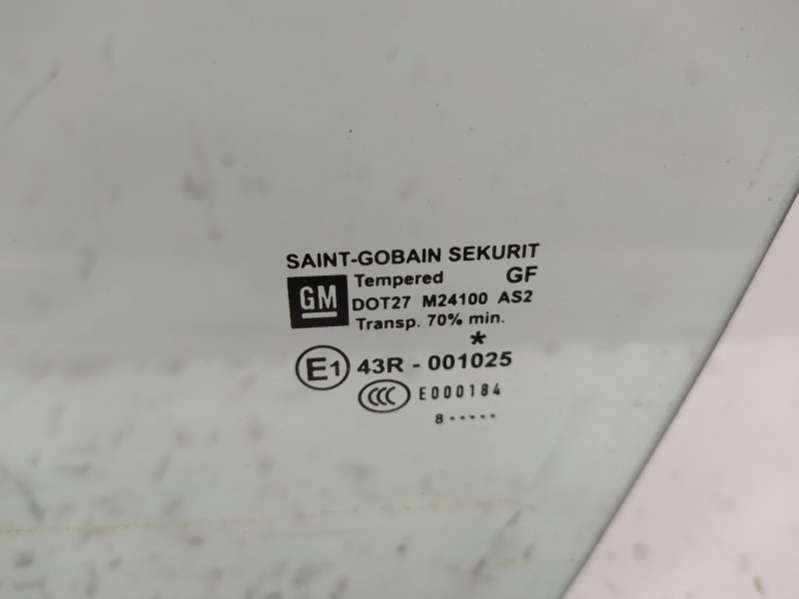 SAINT-GOBAIN SEKURIT
GM Tempered GF
DOT27 M24100 AS2
Transp. 70% min.
*
E1 43R - 001025
CCC E000184
8 •••••